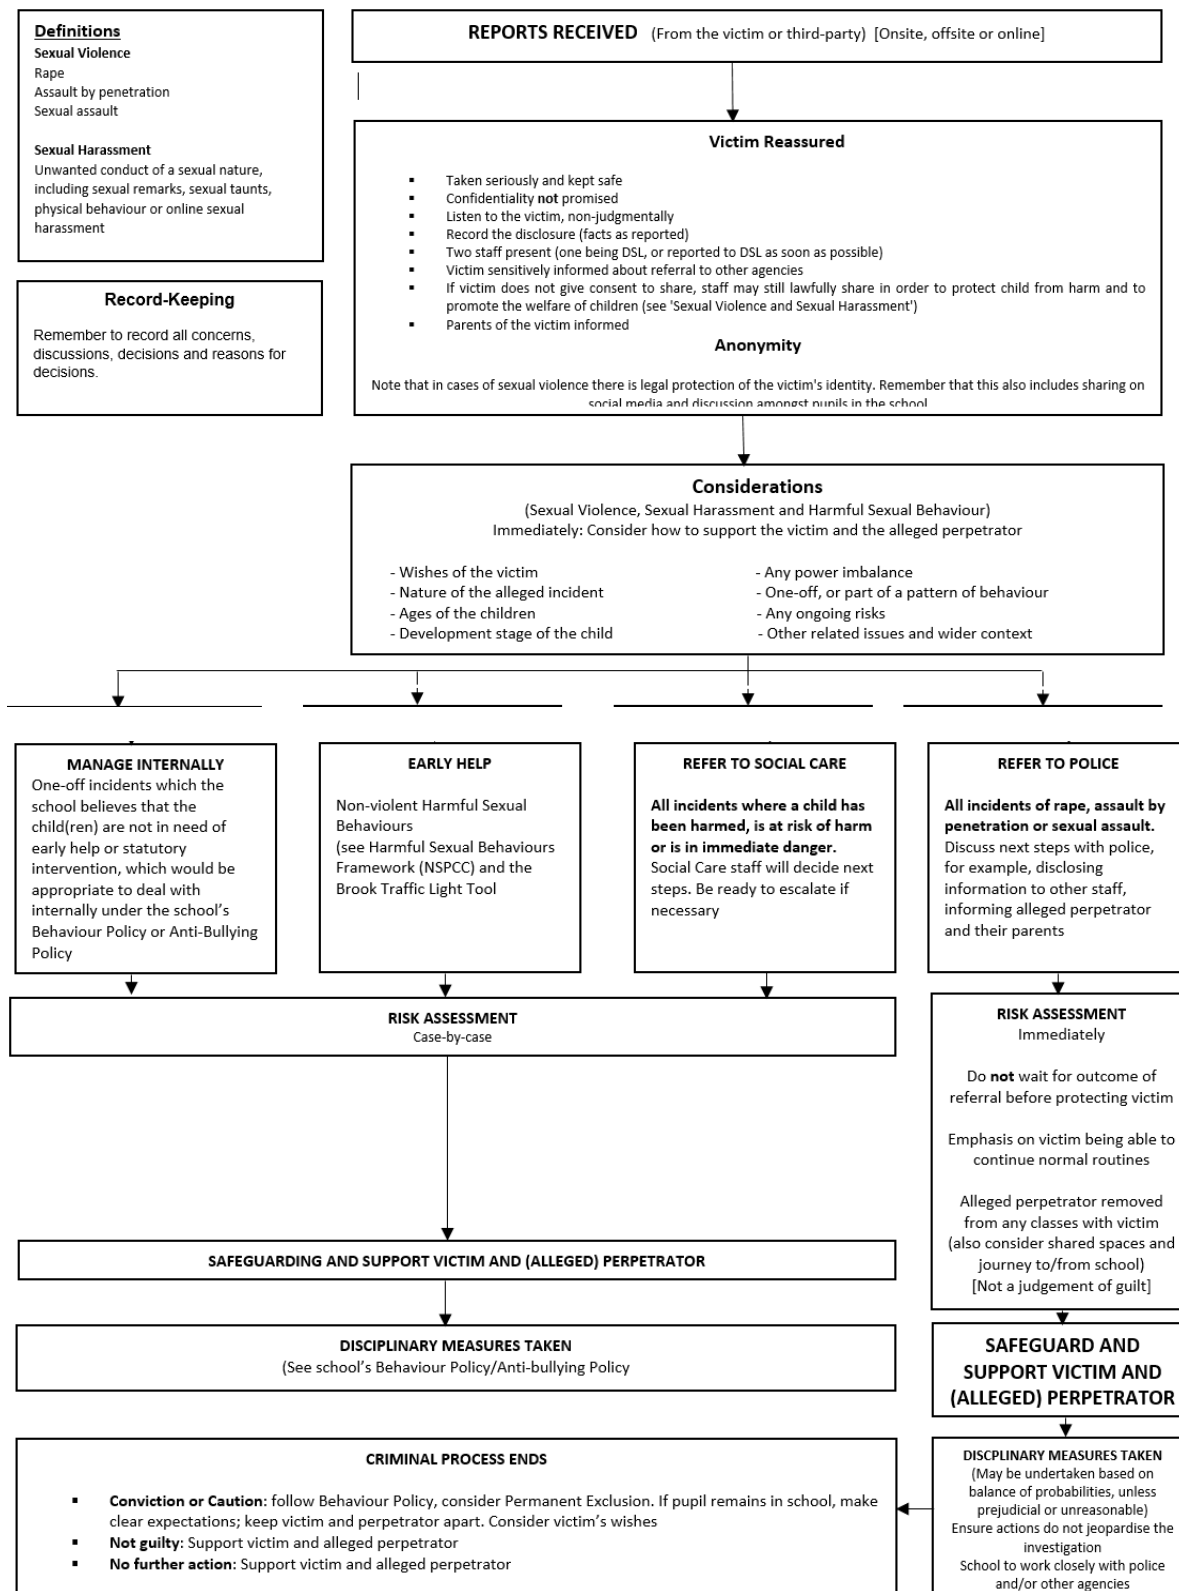 Definitions
Sexual Violence
Rape
Assault by penetration
Sexual assault
Sexual Harassment
Unwanted conduct of a sexual nature,
including sexual remarks, sexual taunts,
physical behaviour or online sexual
harassment
Record-Keeping
Remember to record all concerns,
discussions, decisions and reasons for
decisions.
REPORTS RECEIVED (From the victim or third-party) [Onsite, offsite or online]
Victim Reassured
▪ Taken seriously and kept safe
▪ Confidentiality not promised
▪ Listen to the victim, non-judgmentally
▪ Record the disclosure (facts as reported)
▪ Two staff present (one being DSL, or reported to DSL as soon as possible)
▪ Victim sensitively informed about referral to other agencies
▪ If victim does not give consent to share, staff may still lawfully share in order to protect child from harm and to
promote the welfare of children (see 'Sexual Violence and Sexual Harassment')
▪ Parents of the victim informed
Anonymity
Note that in cases of sexual violence there is legal protection of the victim's identity. Remember that this also includes sharing on
social media and discussion amongst pupils in the school
Considerations
(Sexual Violence, Sexual Harassment and Harmful Sexual Behaviour)
Immediately: Consider how to support the victim and the alleged perpetrator
- Wishes of the victim
- Nature of the alleged incident
- Ages of the children
- Development stage of the child
- Any power imbalance
- One-off, or part of a pattern of behaviour
- Any ongoing risks
- Other related issues and wider context
MANAGE INTERNALLY
One-off incidents which the
school believes that the
child(ren) are not in need of
early help or statutory
intervention, which would be
appropriate to deal with
internally under the school’s
Behaviour Policy or Anti-Bullying
Policy
EARLY HELP
Non-violent Harmful Sexual
Behaviours
(see Harmful Sexual Behaviours
Framework (NSPCC) and the
Brook Traffic Light Tool
REFER TO SOCIAL CARE
All incidents where a child has
been harmed, is at risk of harm
or is in immediate danger.
Social Care staff will decide next
steps. Be ready to escalate if
necessary
REFER TO POLICE
All incidents of rape, assault by
penetration or sexual assault.
Discuss next steps with police,
for example, disclosing
information to other staff,
informing alleged perpetrator
and their parents
RISK ASSESSMENT
Case-by-case
RISK ASSESSMENT
Immediately
Do not wait for outcome of
referral before protecting victim
Emphasis on victim being able to
continue normal routines
Alleged perpetrator removed
from any classes with victim
(also consider shared spaces and
journey to/from school)
[Not a judgement of guilt]
SAFEGUARDING AND SUPPORT VICTIM AND (ALLEGED) PERPETRATOR
DISCIPLINARY MEASURES TAKEN
(See school’s Behaviour Policy/Anti-bullying Policy
SAFEGUARD AND
SUPPORT VICTIM AND
(ALLEGED) PERPETRATOR
DISCPLINARY MEASURES TAKEN
(May be undertaken based on
balance of probabilities, unless
prejudicial or unreasonable)
Ensure actions do not jeopardise the
investigation
School to work closely with police
and/or other agencies
CRIMINAL PROCESS ENDS
▪ Conviction or Caution: follow Behaviour Policy, consider Permanent Exclusion. If pupil remains in school, make
clear expectations; keep victim and perpetrator apart. Consider victim’s wishes
▪ Not guilty: Support victim and alleged perpetrator
▪ No further action: Support victim and alleged perpetrator